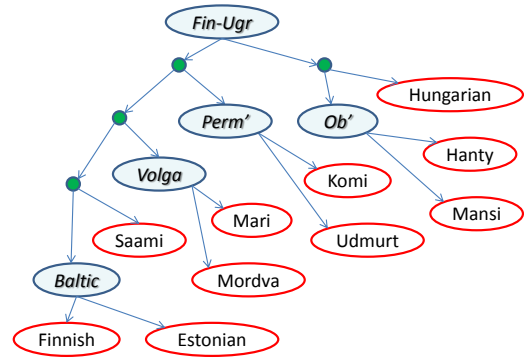 Fin-Ugr
Hungarian
Perm’
Ob’
Hanty
Volga
Komi
Mansi
Mari
Saami
Udmurt
Baltic
Mordva
Finnish
Estonian